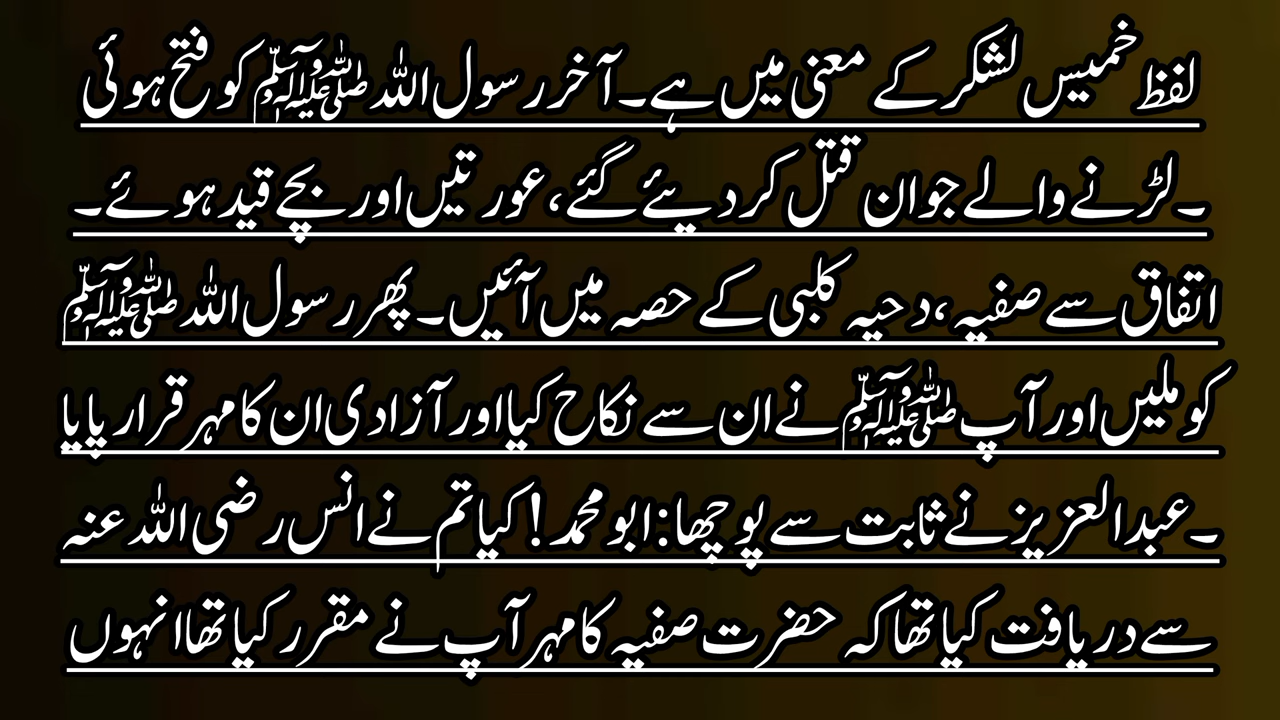 لفظ خمیس لشکر کے معنی میں ہے۔ آخر رسول اللہ ﷺ کو فتح ہوئی
۔ لڑنے والے جوان قتل کر دیئے گئے، عورتیں اور بچے قید ہوئے۔
اتفاق سے صفیہ، دحیہ کلبی کے حصہ میں آئیں۔ پھر رسول اللہ ﷺ
کو ملیں اور آپ ﷺ نے ان سے نکاح کیا اور آزادی ان کا مہر قرار پایا
۔ عبدالعزیز نے ثابت سے پوچھا: ابو محمد! کیا تم نے انس رضی اللہ عنہ
سے دریافت کیا تھا کہ حضرت صفیہ کا مہر آپ نے مقرر کیا تھا انہوں